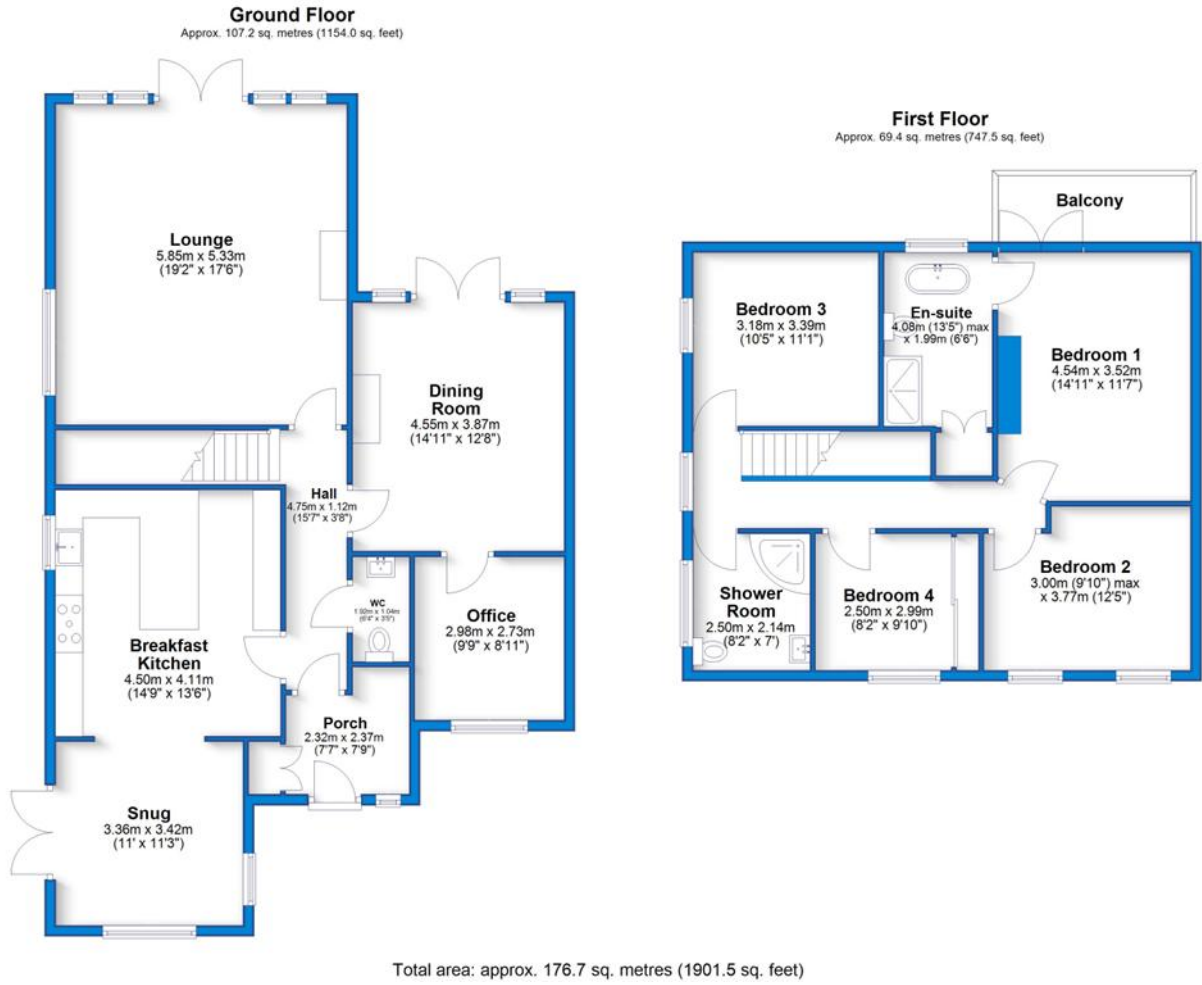 Ground Floor
Approx. 107.2 sq. metres (1154.0 sq. feet)
Lounge
5.85m x 5.33m
(19'2" x 17'6")
Dining
Room
4.55m x 3.87m
(14'11" x 12'8")
Hall
4.75m x 1.12m
(15'7" x 3'8")
WC
1.92m x 1.04m
(6'4" x 3'5")
Office
2.98m x 2.73m
(9'9" x 8'11")
Breakfast
Kitchen
4.50m x 4.11m
(14'9" x 13'6")
Porch
2.32m x 2.37m
(7'7" x 7'9")
Snug
3.36m x 3.42m
(11' x 11'3")
First Floor
Approx. 69.4 sq. metres (747.5 sq. feet)
Balcony
Bedroom 3
3.18m x 3.39m
(10'5" x 11'1")
En-suite
4.08m (13'5") max
x 1.99m (6'6")
Bedroom 1
4.54m x 3.52m
(14'11" x 11'7")
Shower
Room
2.50m x 2.14m
(8'2" x 7')
Bedroom 4
2.50m x 2.99m
(8'2" x 9'10")
Bedroom 2
3.00m (9'10") max
x 3.77m (12'5")
Total area: approx. 176.7 sq. metres (1901.5 sq. feet)